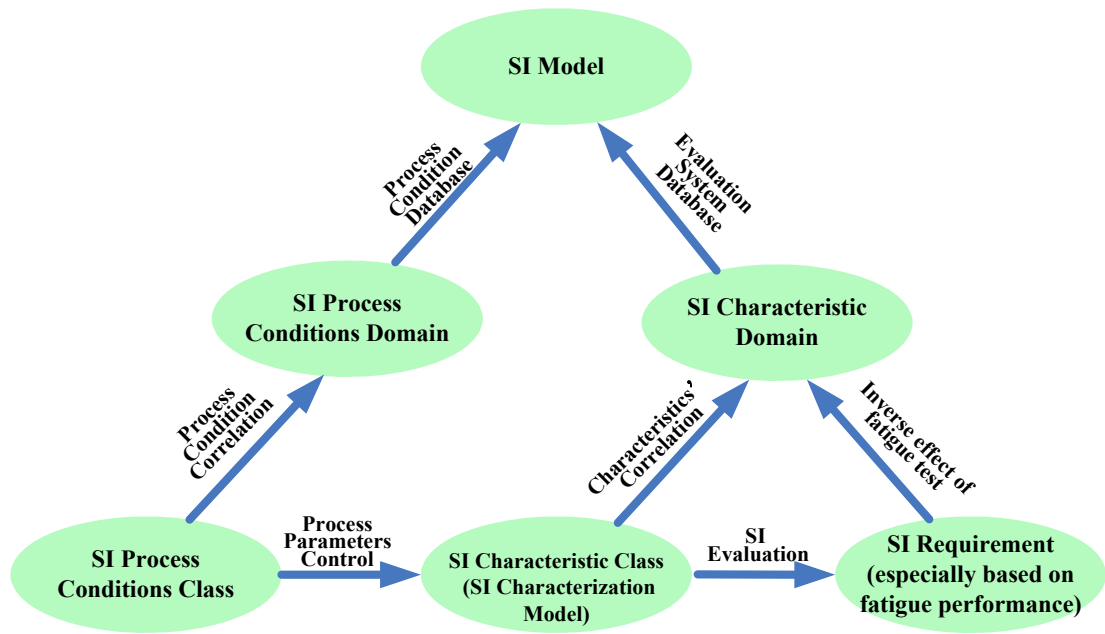 SI Model
Process
Condition
Database
Evaluation
System
Database
SI Process
Conditions Domain
SI Characteristic
Domain
Process
Condition
Correlation
Characteristics’
Correlation
Inverse effect of
fatigue test
SI Process
Conditions Class
Process
Parameters
Control
SI Characteristic Class
(SI Characterization
Model)
SI
Evaluation
SI Requirement
(especially based on
fatigue performance)